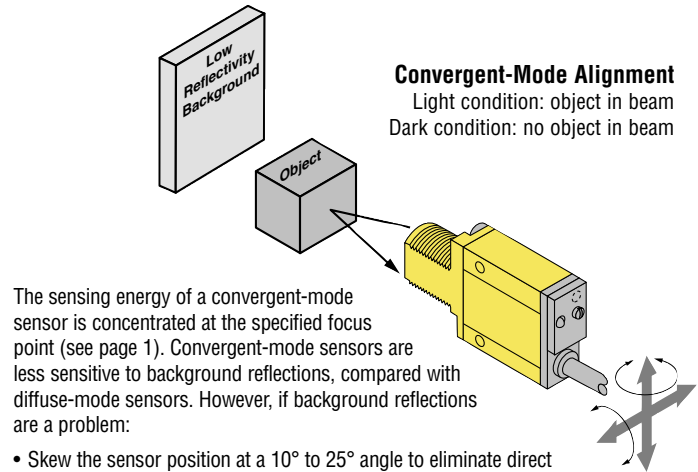 Low
Reflectivity
Background
Convergent-Mode Alignment
Light condition: object in beam
Dark condition: no object in beam
Object
The sensing energy of a convergent-mode
sensor is concentrated at the specified focus
point (see page 1). Convergent-mode sensors are
less sensitive to background reflections, compared with
diffuse-mode sensors. However, if background reflections
are a problem:
• Skew the sensor position at a 10° to 25° angle to eliminate direct